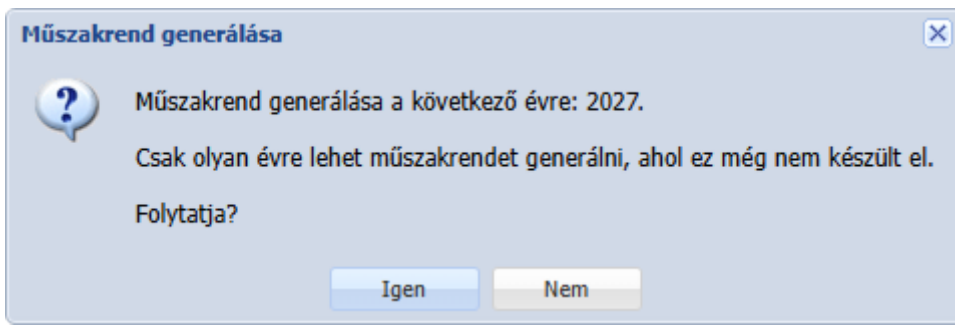 Műszakrend generálása
Műszakrend generálása a következő évre: 2027.
Csak olyan évre lehet műszakrendet generálni, ahol ez még nem készült el.
Folytatja?
Igen
Nem